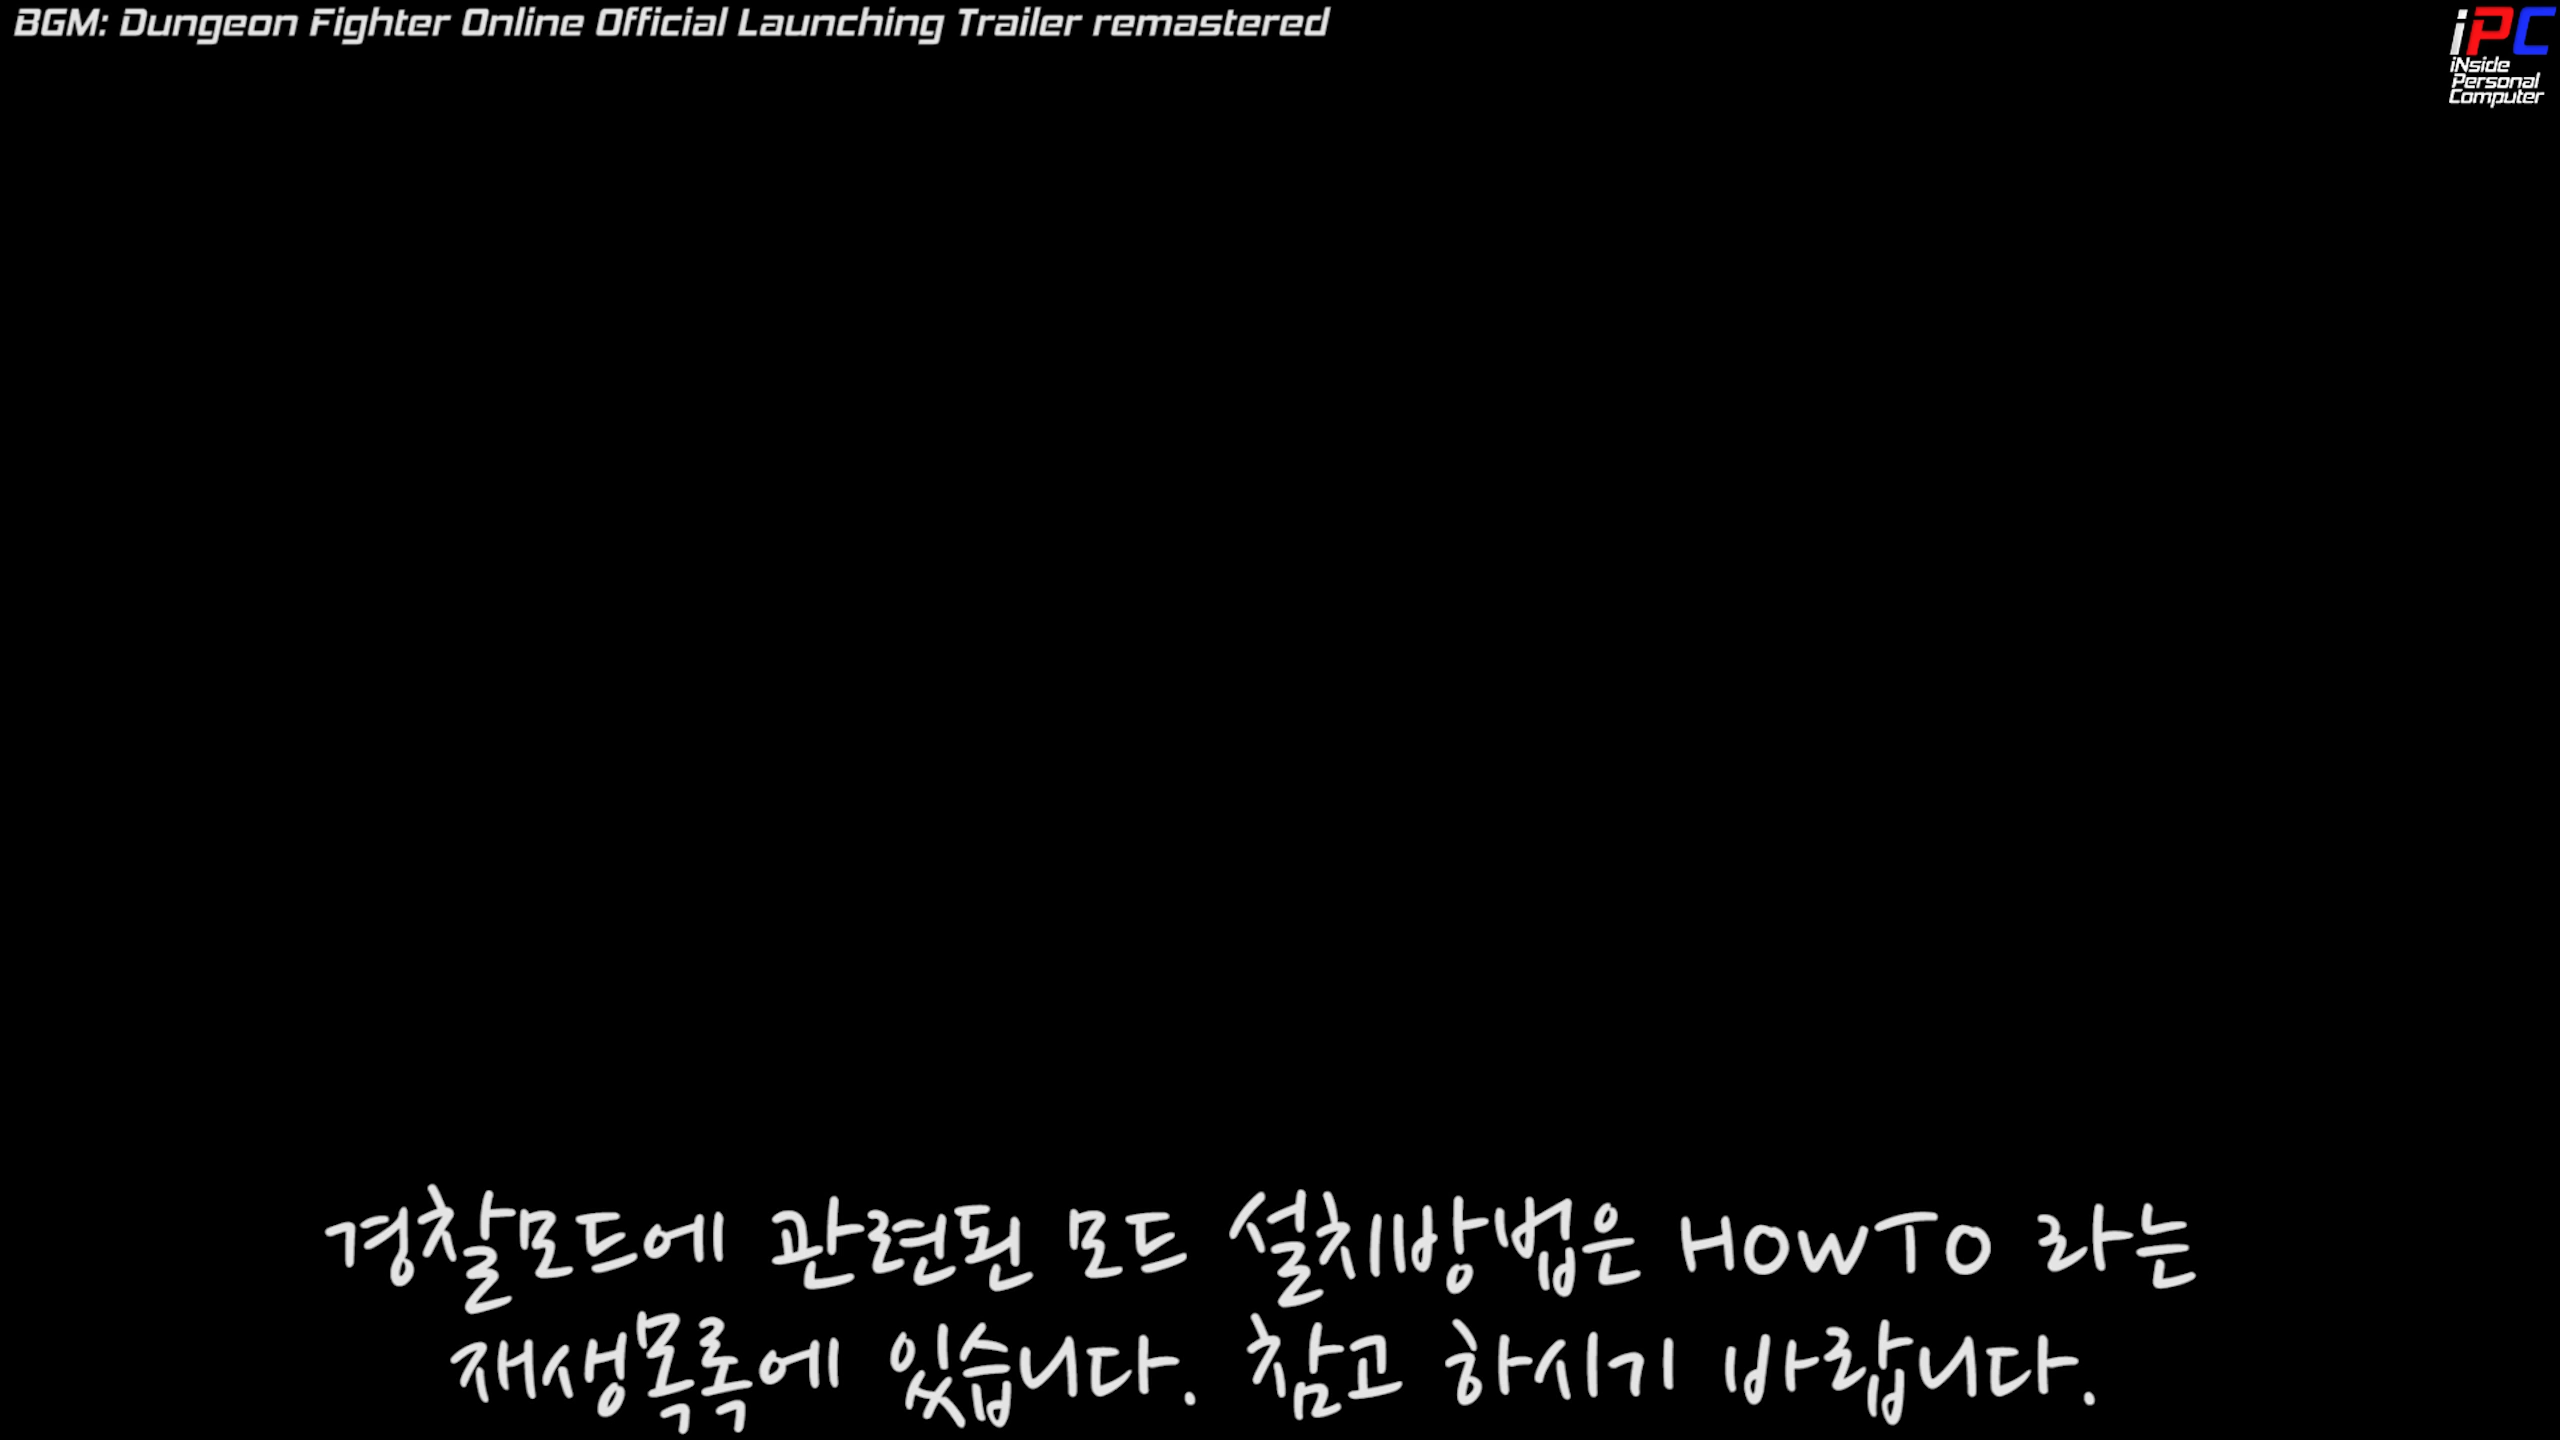 BGM: Dungeon Fighter Online Official Launching Trailer remastered
iPC
iNside
Personal
Computer
경찰모드에 관련된 모드 설치방법은 HOWTO 라는
재생목록에 있습니다. 참고 하시기 바랍니다.